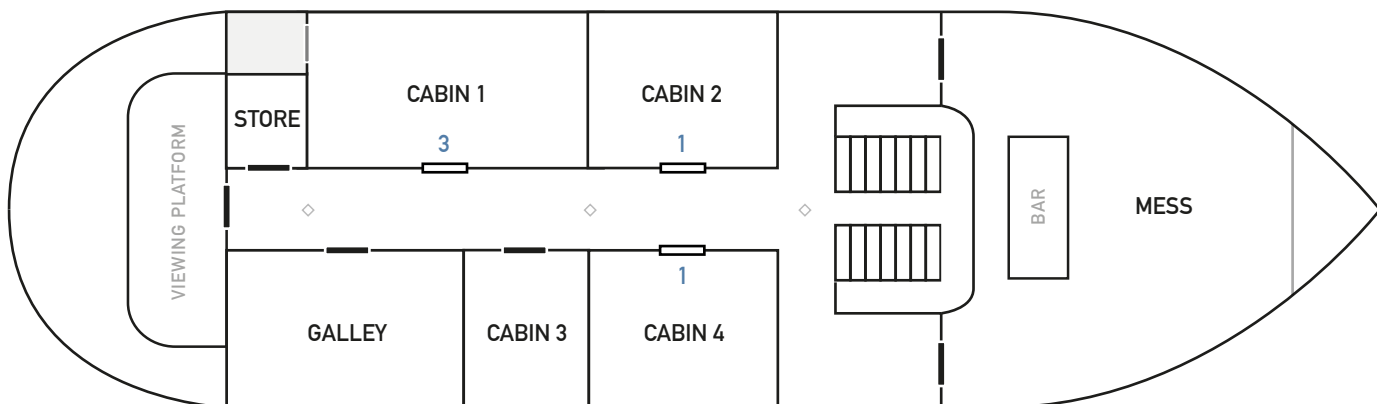 CABIN 1
CABIN 2
STORE
3
1
VIEWING PLATFORM
BAR
MESS
1
GALLEY
CABIN 3
CABIN 4